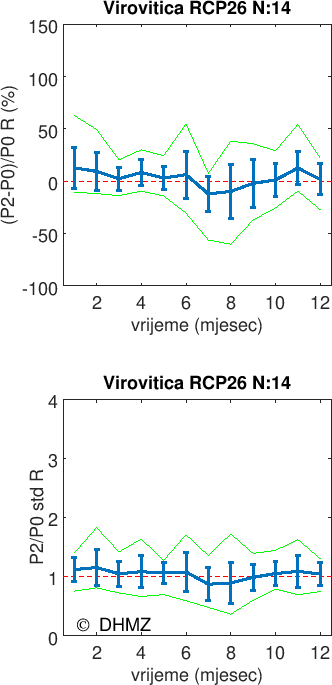 Virovitica RCP26 N:14
150
100
50
0
-50
-100
(P2-P0)/P0 R (%)
2 4 6 8 10 12
vrijeme (mjesec)
Virovitica RCP26 N:14
4
3
2
1
0
P2/P0 std R
© DHMZ
2 4 6 8 10 12
vrijeme (mjesec)